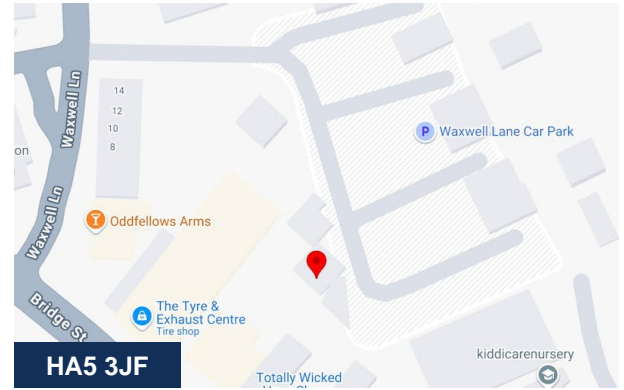 Waxwell Ln
14
12
10
8
on
P
Waxwell Lane Car Park
Waxwell Ln
Oddfellows Arms
Bridge St
The Tyre &
Exhaust Centre
Tire shop
kiddicarenursery
Totally Wicked
HA5 3JF